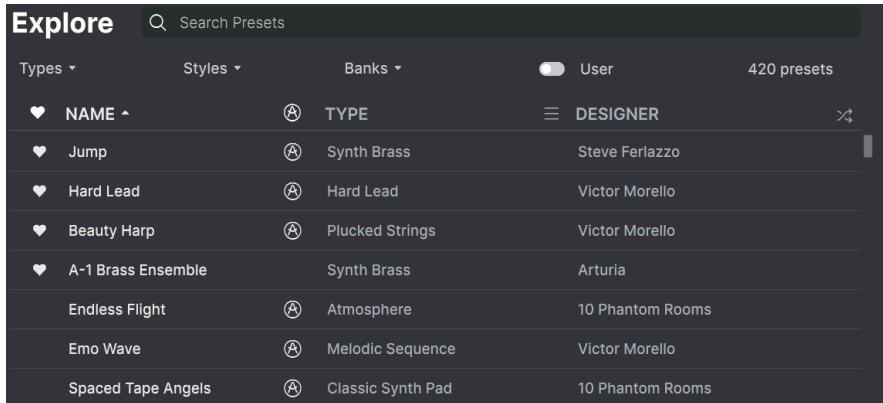 Explore Search Presets
Types Styles Banks User 420 presets
NAME TYPE DESIGNER
Jump Synth Brass Steve Ferlazzo
Hard Lead Hard Lead Victor Morello
Beauty Harp Plucked Strings Victor Morello
A-1 Brass Ensemble Synth Brass Arturia
Endless Flight Atmosphere 10 Phantom Rooms
Emo Wave Melodic Sequence Victor Morello
Spaced Tape Angels Classic Synth Pad 10 Phantom Rooms